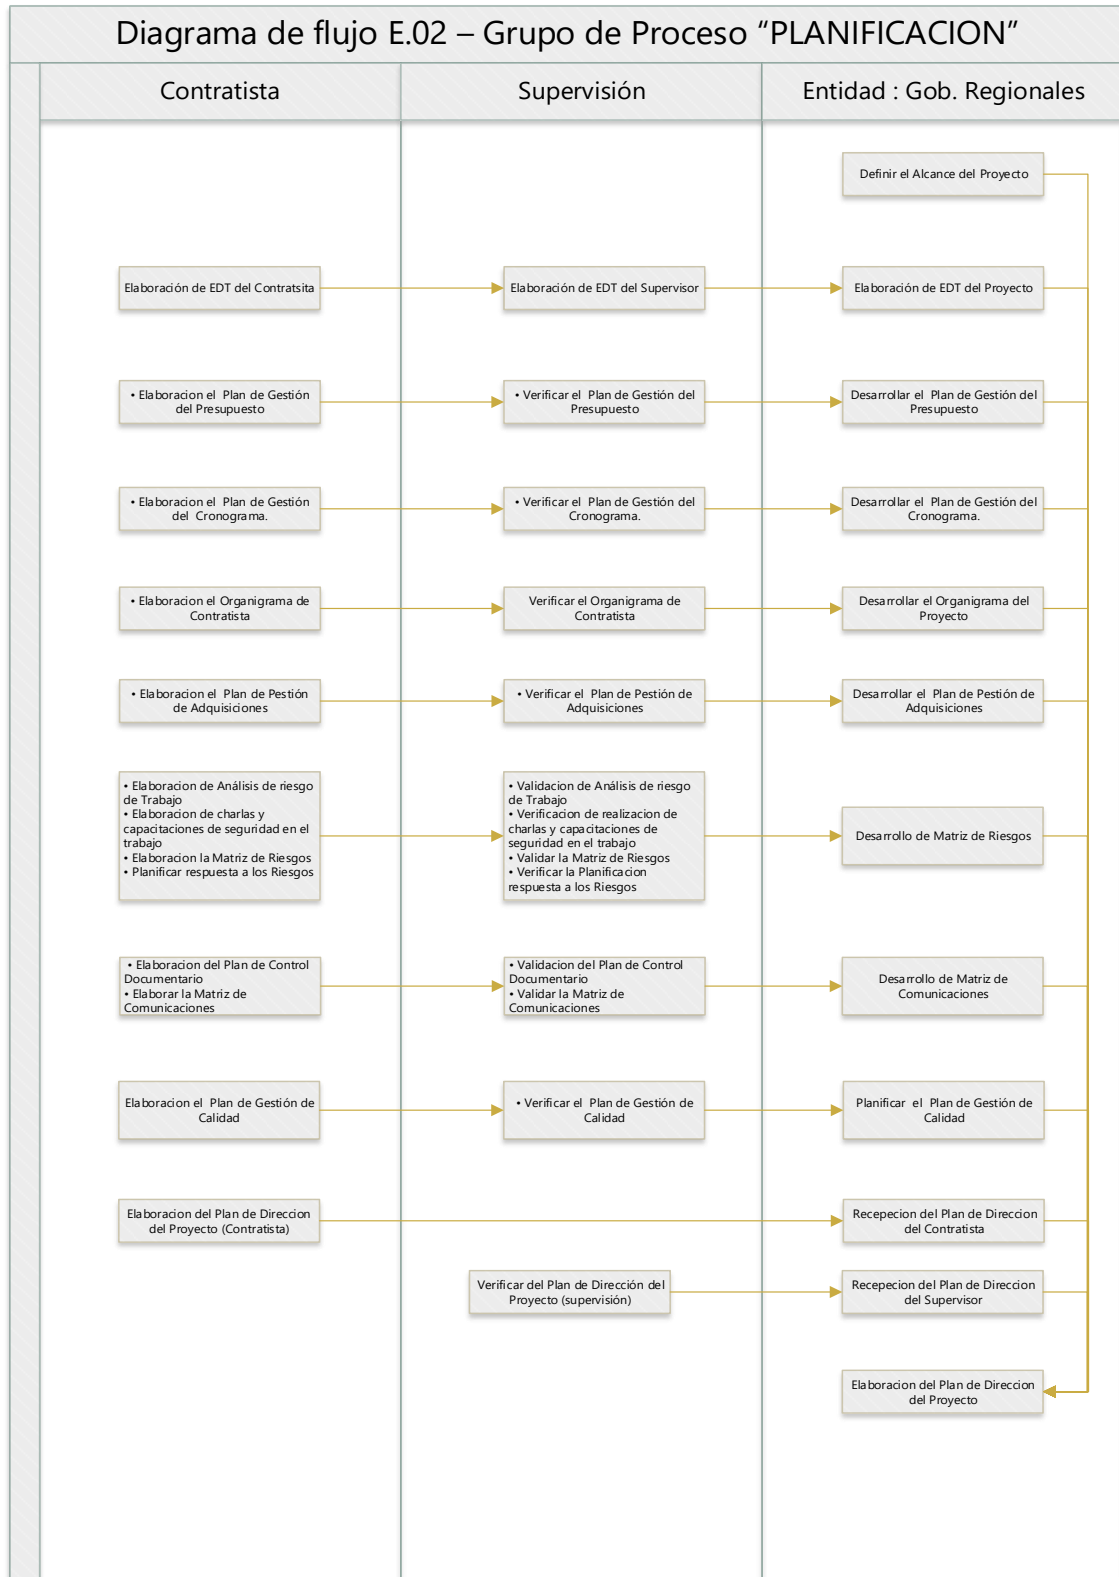 Diagrama de flujo E.02 – Grupo de Proceso “PLANIFICACION”
Contratista
Supervisión
Entidad : Gob. Regionales
Definir el Alcance del Proyecto
Elaboración de EDT del Contratsita
Elaboración de EDT del Supervisor
Elaboración de EDT del Proyecto
• Elaboracion el Plan de Gestión
del Presupuesto
• Verificar el Plan de Gestión del
Presupuesto
Desarrollar el Plan de Gestión del
Presupuesto
• Elaboracion el Plan de Gestión
del Cronograma.
• Verificar el Plan de Gestión del
Cronograma.
Desarrollar el Plan de Gestión del
Cronograma.
• Elaboracion el Organigrama de
Contratista
Verificar el Organigrama de
Contratista
Desarrollar el Organigrama del
Proyecto
• Elaboracion el Plan de Pestión
de Adquisiciones
• Verificar el Plan de Pestión de
Adquisiciones
Desarrollar el Plan de Pestión de
Adquisiciones
• Elaboracion de Análisis de riesgo
de Trabajo
• Elaboracion de charlas y
capacitaciones de seguridad en el
trabajo
• Elaboracion la Matriz de Riesgos
• Planificar respuesta a los Riesgos
• Validacion de Análisis de riesgo
de Trabajo
• Verificacion de realizacion de
charlas y capacitaciones de
seguridad en el trabajo
• Validar la Matriz de Riesgos
• Verificar la Planificacion
respuesta a los Riesgos
Desarrollo de Matriz de Riesgos
• Elaboracion del Plan de Control
Documentario
• Elaborar la Matriz de
Comunicaciones
• Validacion del Plan de Control
Documentario
• Validar la Matriz de
Comunicaciones
Desarrollo de Matriz de
Comunicaciones
Elaboracion el Plan de Gestión de
Calidad
• Verificar el Plan de Gestión de
Calidad
Planificar el Plan de Gestión de
Calidad
Elaboracion del Plan de Direccion
del Proyecto (Contratista)
Recepecion del Plan de Direccion
del Contratista
Verificar del Plan de Dirección del
Proyecto (supervisión)
Recepecion del Plan de Direccion
del Supervisor
Elaboracion del Plan de Direccion
del Proyecto